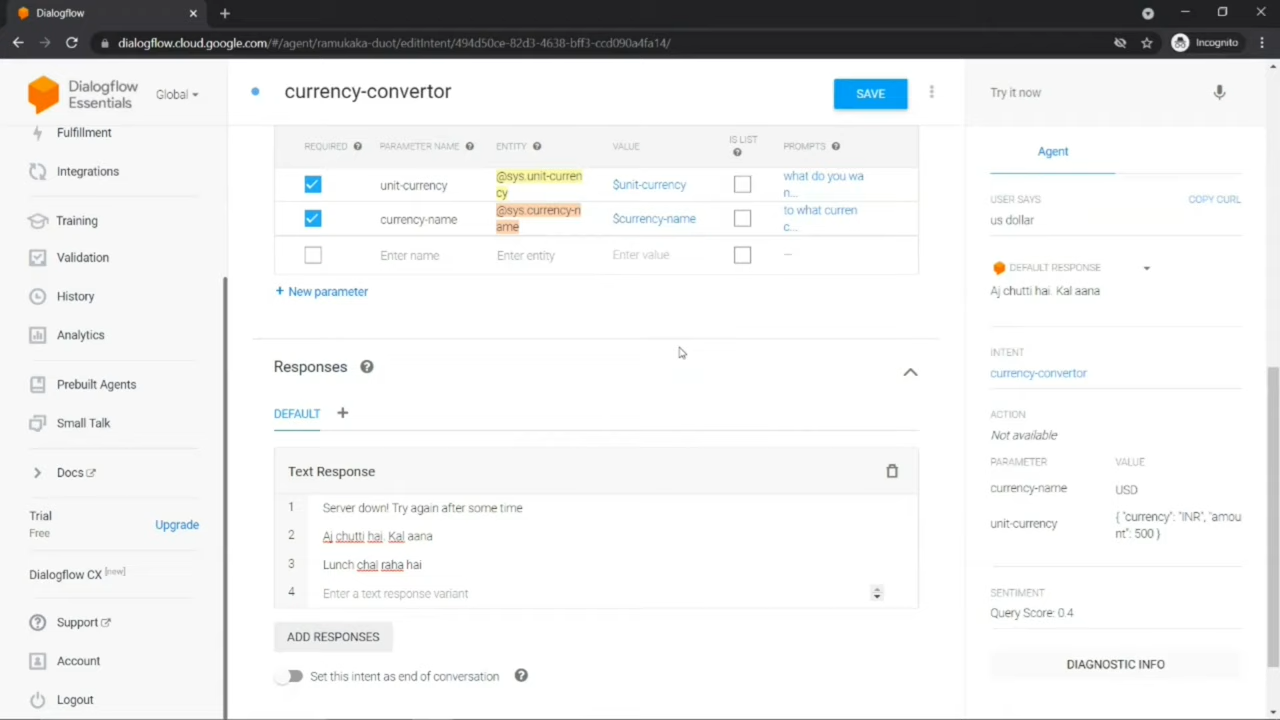 Dialogflow
dialogflow.cloud.google.com/#/agent/ramukaka-duot/editIntent/494d50ce-82d3-4638-bff3-ccd090a4fa14/
Incognito
Dialogflow
Essentials
Global
Fulfillment
Integrations
Training
Validation
History
Analytics
Prebuilt Agents
Small Talk
Docs
Trial
Free
Upgrade
Dialogflow CX [new]
Support
Account
Logout
currency-convertor
SAVE
REQUIRED
PARAMETER NAME
ENTITY
VALUE
IS LIST
PROMPTS
unit-currency
@sys.unit-curren
cy
$unit-currency
what do you wa
n...
currency-name
@sys.currency-n
ame
$currency-name
to what curren
c...
Enter name
Enter entity
Enter value
—
+ New parameter
Responses
DEFAULT
Text Response
1 Server down! Try again after some time
2 Aj chutti hai. Kal aana
3 Lunch chal raha hai
4 Enter a text response variant
ADD RESPONSES
Set this intent as end of conversation
Try it now
Agent
USER SAYS
COPY CURL
us dollar
DEFAULT RESPONSE
Aj chutti hai. Kal aana
INTENT
currency-convertor
ACTION
Not available
PARAMETER
VALUE
currency-name
USD
unit-currency
{ "currency": "INR", "amou
nt": 500 }
SENTIMENT
Query Score: 0.4
DIAGNOSTIC INFO